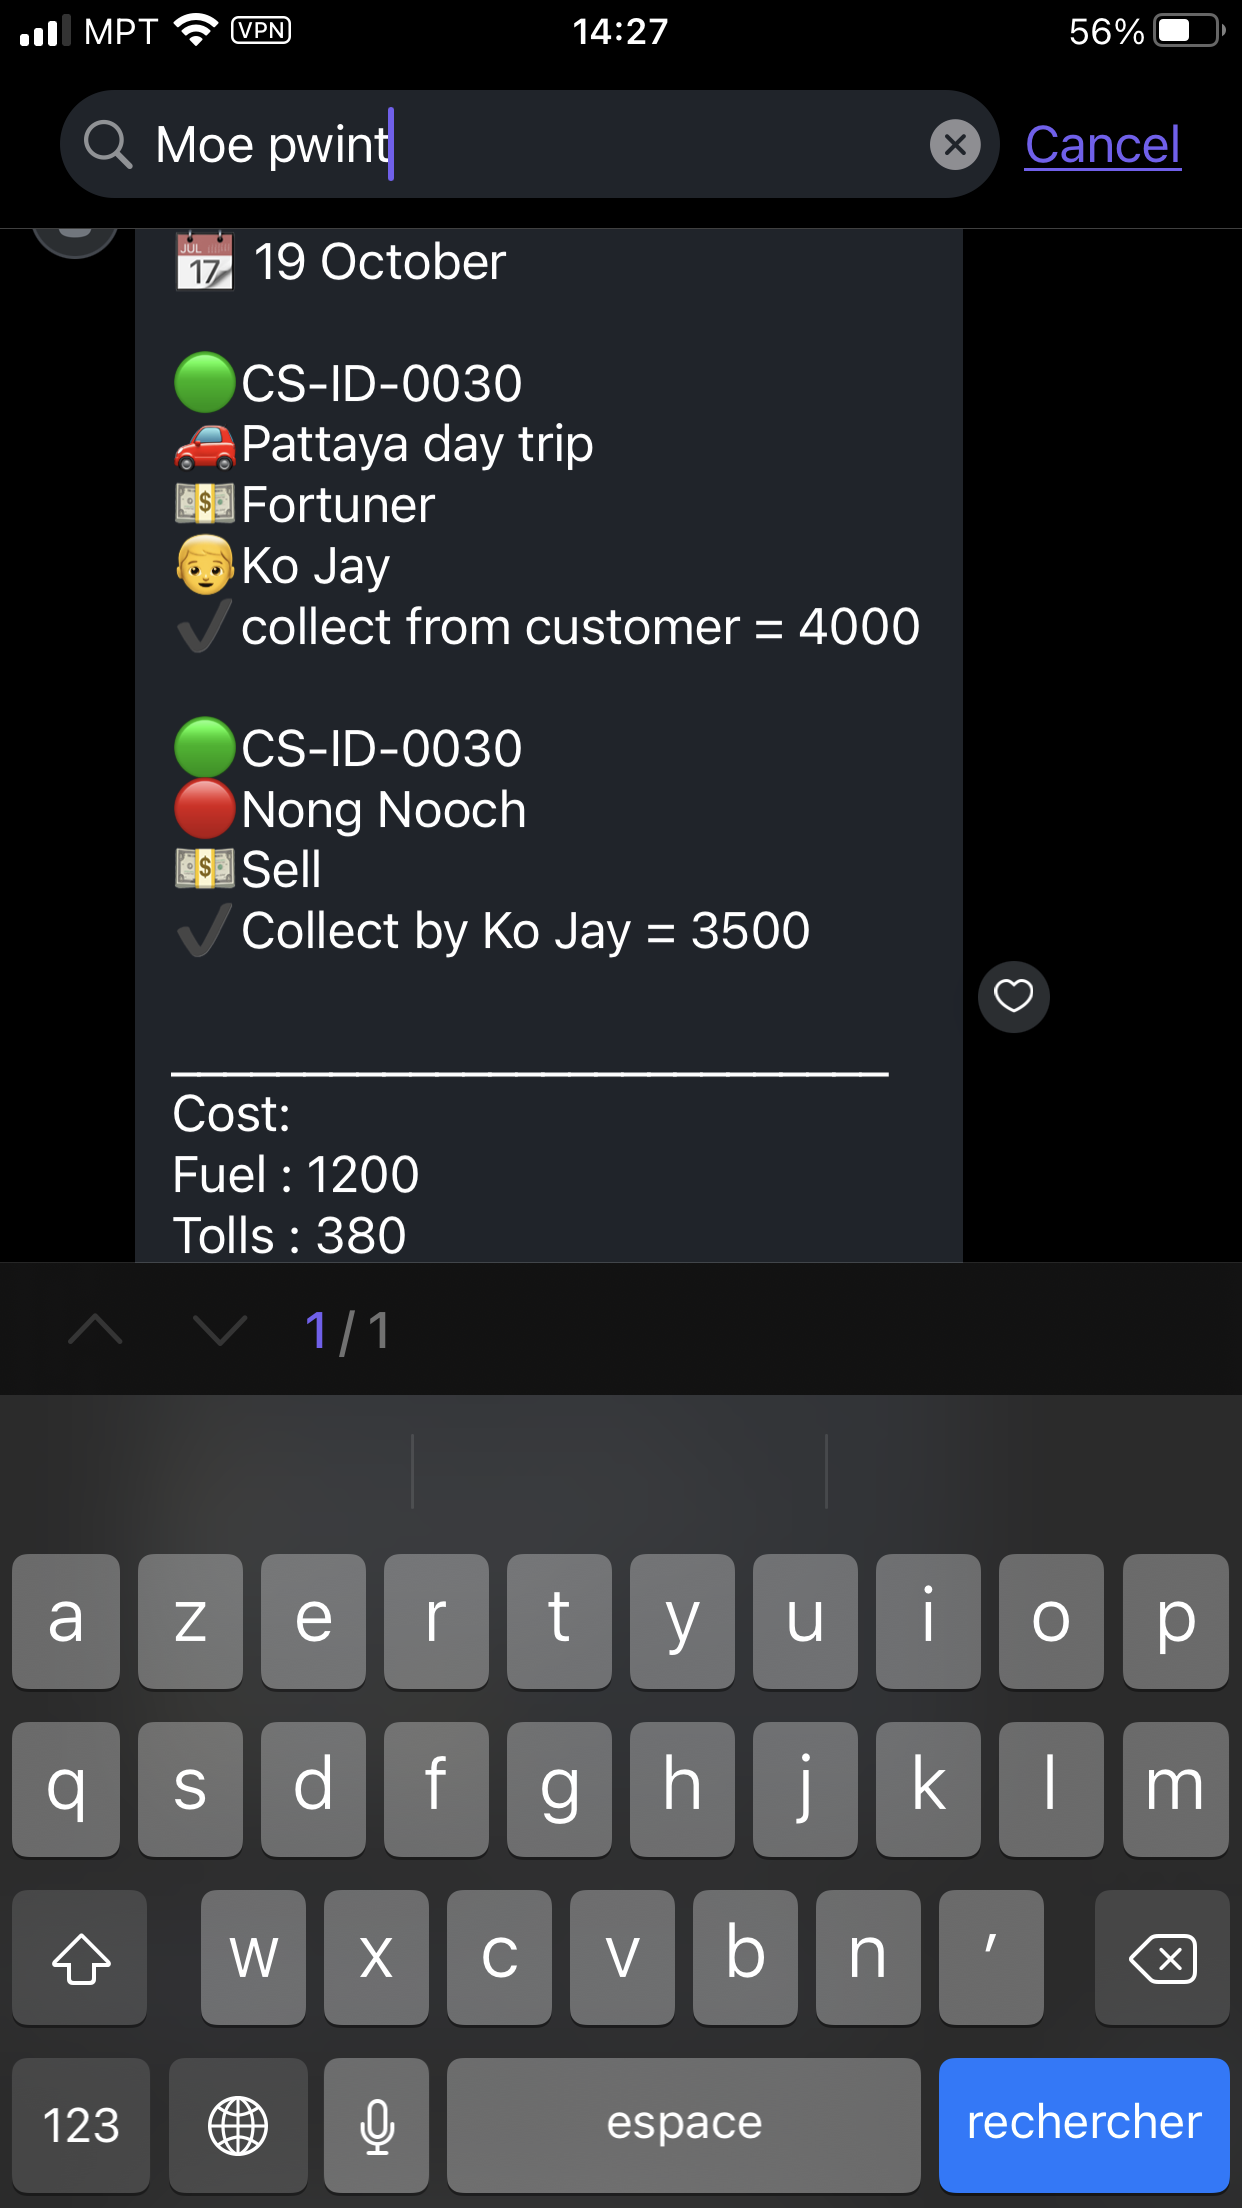 MPT VPN 14:27 56%
Moe pwint Cancel
JUL 17 19 October
CS-ID-0030
Pattaya day trip
Fortuner
Ko Jay
✔collect from customer = 4000
CS-ID-0030
Nong Nooch
Sell
✔Collect by Ko Jay = 3500
___________________________
Cost:
Fuel : 1200
Tolls : 380
1 / 1
a z e r t y u i o p
q s d f g h j k l m
w x c v b n ′
123 espace rechercher